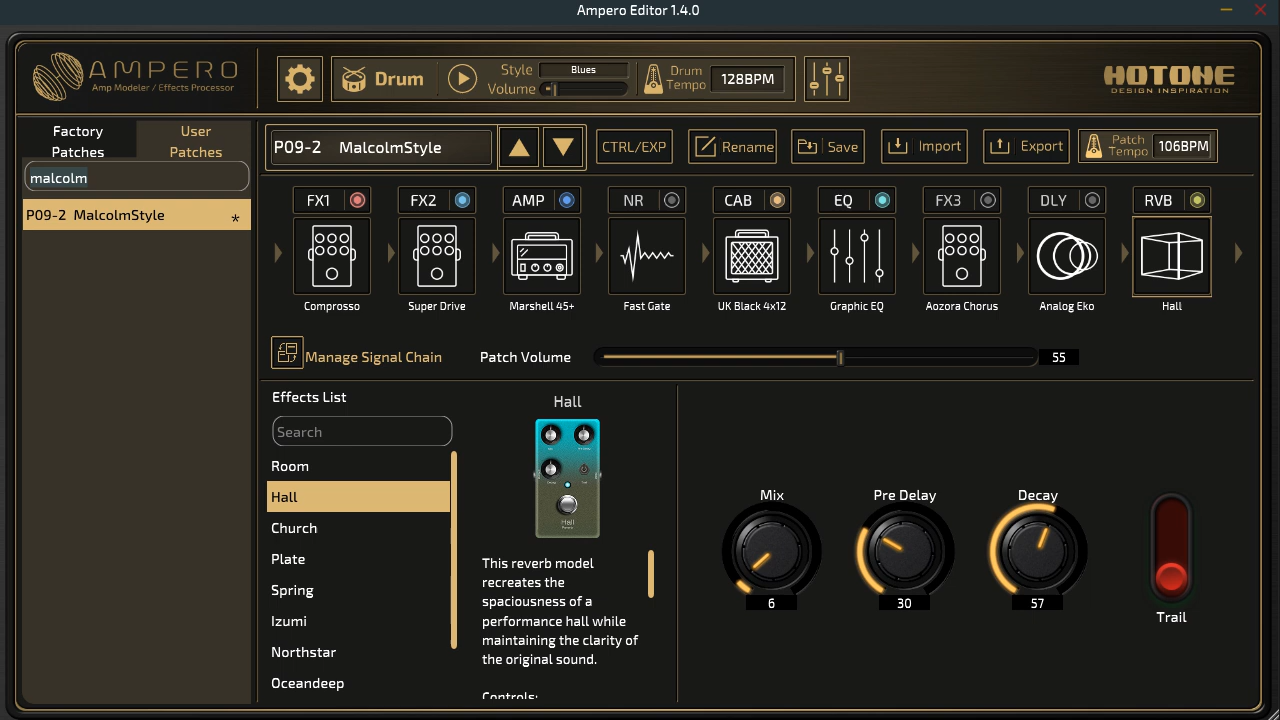 Ampero Editor 1.4.0
AMPERO
Amp Modeler / Effects Processor
Drum
Style
Blues
Volume
Drum
Tempo
128BPM
HOTONE
DESIGN INSPIRATION
Factory
Patches
User
Patches
malcolm
P09-2 MalcolmStyle *
P09-2 MalcolmStyle
CTRL/EXP
Rename
Save
Import
Export
Patch
Tempo
106BPM
FX1 FX2 AMP NR CAB EQ FX3 DLY RVB
Comprosso Super Drive Marshell 45+ Fast Gate UK Black 4x12 Graphic EQ Aozora Chorus Analog Eko Hall
Manage Signal Chain
Patch Volume
55
Effects List
Search
Room
Hall
Church
Plate
Spring
Izumi
Northstar
Oceandeep
Hall
Hall
This reverb model
recreates the
spaciousness of a
performance hall while
maintaining the clarity of
the original sound.
Controls:
Mix Pre Delay Decay
6 30 57
Trail